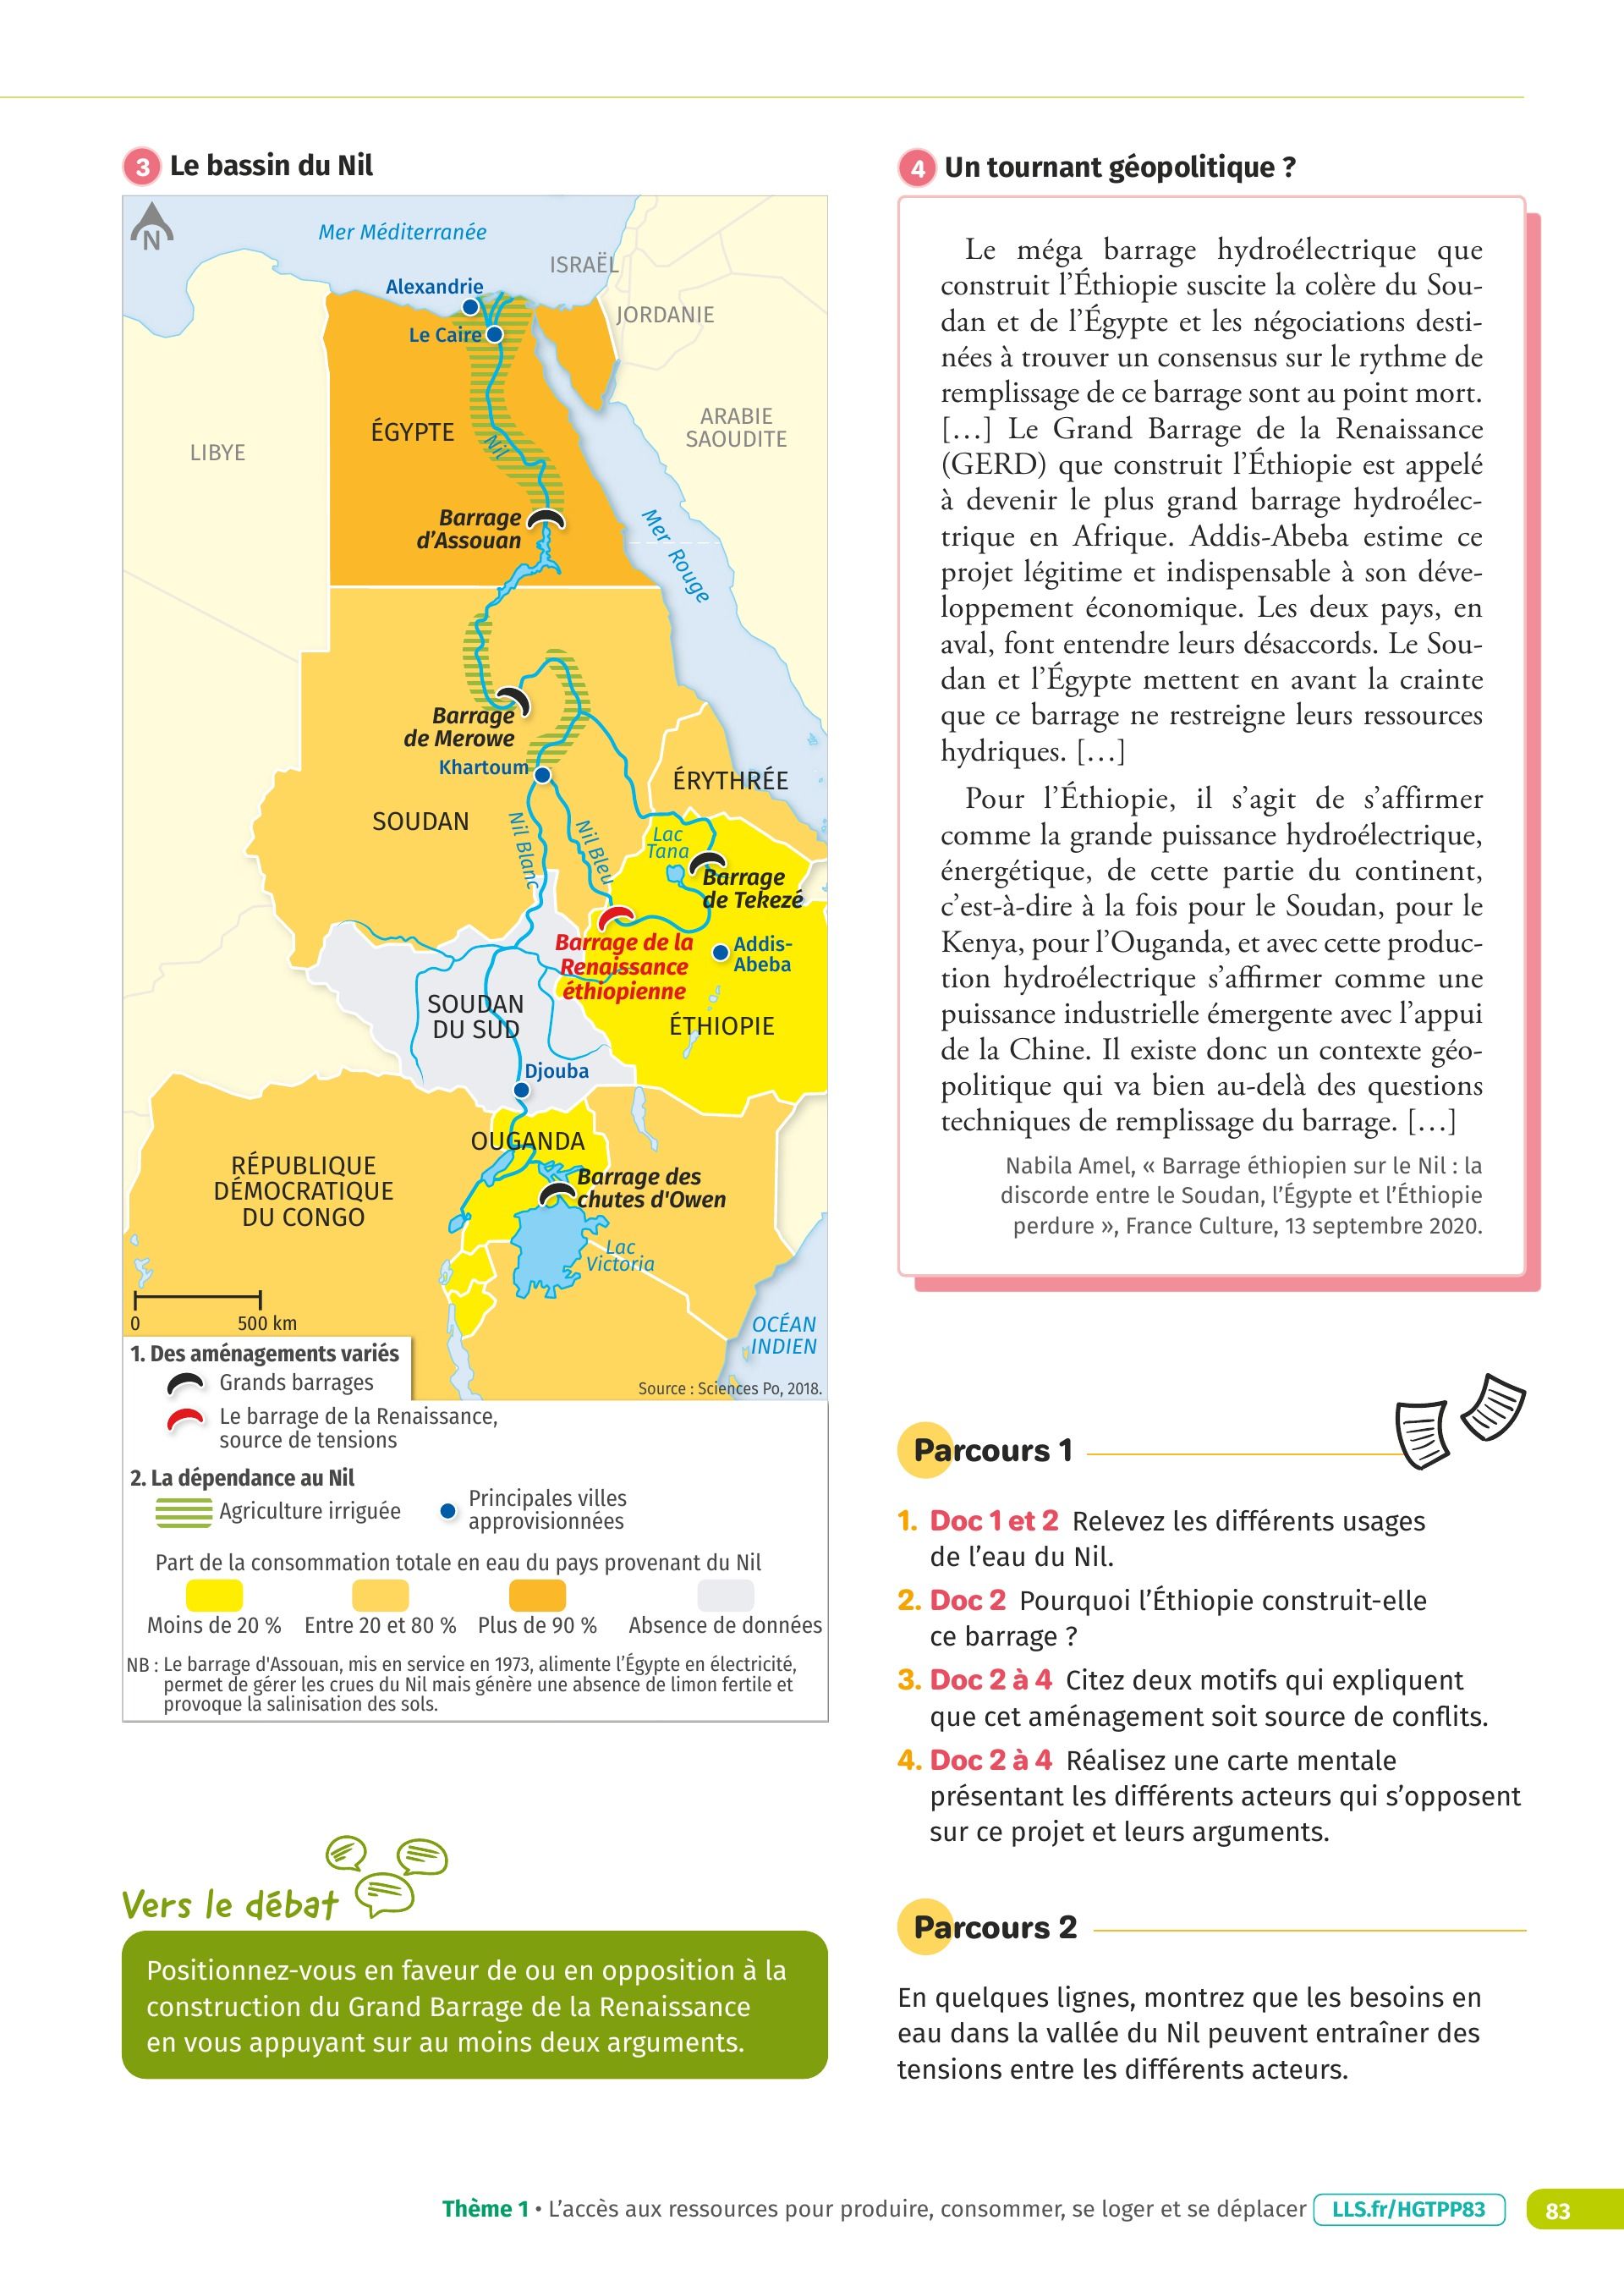 3 Le bassin du Nil
N
Mer Méditerranée
ISRAËL
Alexandrie
JORDANIE
Le Caire
ARABIE
SAOUDITE
ÉGYPTE
LIBYE
Nil
Barrage
d'Assouan
Mer Rouge
Barrage
de Merowe
Khartoum
ÉRYTHRÉE
SOUDAN
Nil Blanc
Nil Bleu
Lac
Tana
Barrage
de Tekezé
Barrage de la
Renaissance
éthiopienne
Addis-
Abeba
SOUDAN
DU SUD
ÉTHIOPIE
Djouba
OUGANDA
RÉPUBLIQUE
DÉMOCRATIQUE
DU CONGO
Barrage des
chutes d'Owen
Lac
Victoria
0 500 km
OCÉAN
INDIEN
Source : Sciences Po, 2018.
1. Des aménagements variés
Grands barrages
Le barrage de la Renaissance,
source de tensions
2. La dépendance au Nil
Agriculture irriguée
Principales villes
approvisionnées
Part de la consommation totale en eau du pays provenant du Nil
Moins de 20 % Entre 20 et 80 % Plus de 90 % Absence de données
NB : Le barrage d'Assouan, mis en service en 1973, alimente l'Égypte en électricité,
permet de gérer les crues du Nil mais génère une absence de limon fertile et
provoque la salinisation des sols.
Vers le débat
Positionnez-vous en faveur de ou en opposition à la
construction du Grand Barrage de la Renaissance
en vous appuyant sur au moins deux arguments.
4 Un tournant géopolitique ?
Le méga barrage hydroélectrique que
construit l'Éthiopie suscite la colère du Sou-
dan et de l'Égypte et les négociations desti-
nées à trouver un consensus sur le rythme de
remplissage de ce barrage sont au point mort.
[…] Le Grand Barrage de la Renaissance
(GERD) que construit l'Éthiopie est appelé
à devenir le plus grand barrage hydroélec-
trique en Afrique. Addis-Abeba estime ce
projet légitime et indispensable à son déve-
loppement économique. Les deux pays, en
aval, font entendre leurs désaccords. Le Sou-
dan et l'Égypte mettent en avant la crainte
que ce barrage ne restreigne leurs ressources
hydriques. […]
Pour l'Éthiopie, il s'agit de s'affirmer
comme la grande puissance hydroélectrique,
énergétique, de cette partie du continent,
c'est-à-dire à la fois pour le Soudan, pour le
Kenya, pour l'Ouganda, et avec cette produc-
tion hydroélectrique s'affirmer comme une
puissance industrielle émergente avec l'appui
de la Chine. Il existe donc un contexte géo-
politique qui va bien au-delà des questions
techniques de remplissage du barrage. […]
Nabila Amel, « Barrage éthiopien sur le Nil : la
discorde entre le Soudan, l'Égypte et l'Éthiopie
perdure », France Culture, 13 septembre 2020.
Parcours 1
1. Doc 1 et 2 Relevez les différents usages
de l'eau du Nil.
2. Doc 2 Pourquoi l'Éthiopie construit-elle
ce barrage ?
3. Doc 2 à 4 Citez deux motifs qui expliquent
que cet aménagement soit source de conflits.
4. Doc 2 à 4 Réalisez une carte mentale
présentant les différents acteurs qui s'opposent
sur ce projet et leurs arguments.
Parcours 2
En quelques lignes, montrez que les besoins en
eau dans la vallée du Nil peuvent entraîner des
tensions entre les différents acteurs.
Thème 1 • L'accès aux ressources pour produire, consommer, se loger et se déplacer LLS.fr/HGTPP83 83